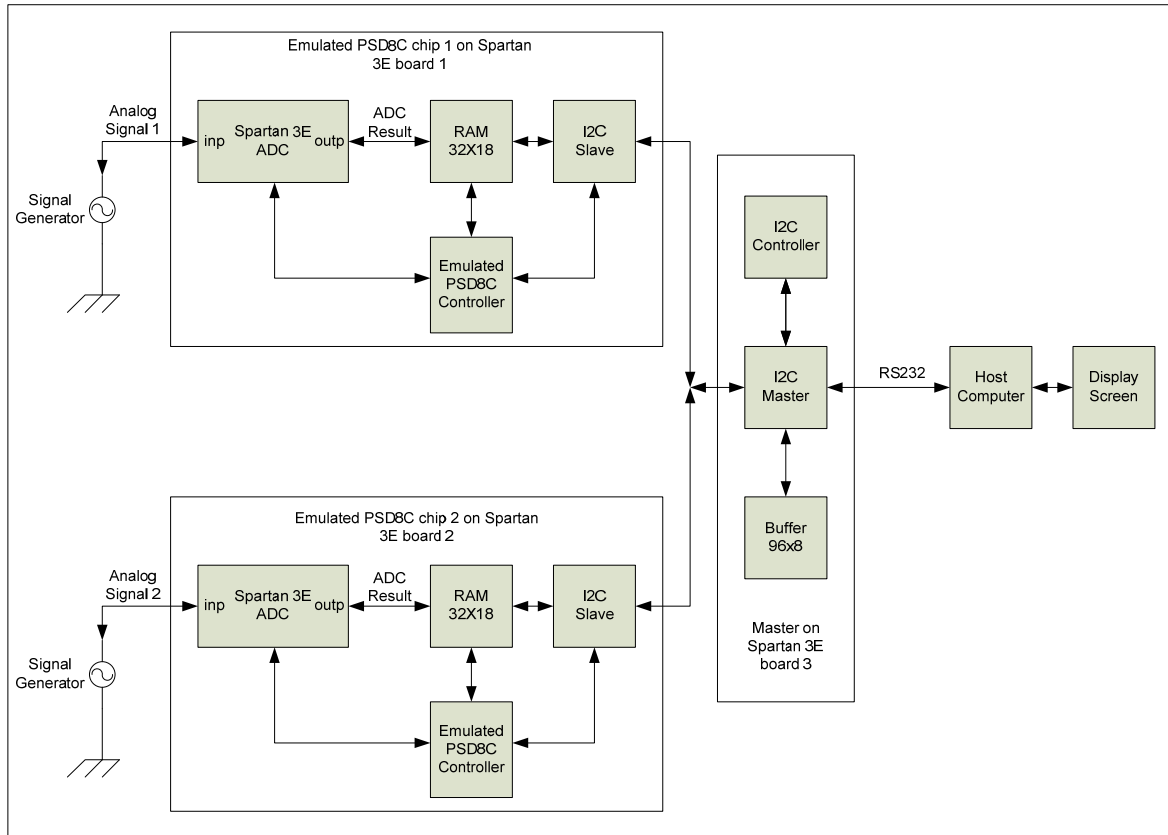 Emulated PSD8C chip 1 on Spartan
3E board 1
Analog
Signal 1
Signal
Generator
inp
Spartan 3E
ADC
outp
ADC
Result
RAM
32X18
I2C
Slave
Emulated
PSD8C
Controller
I2C
Controller
I2C
Master
RS232
Host
Computer
Display
Screen
Buffer
96x8
Master on
Spartan 3E
board 3
Emulated PSD8C chip 2 on Spartan
3E board 2
Analog
Signal 2
Signal
Generator
inp
Spartan 3E
ADC
outp
ADC
Result
RAM
32X18
I2C
Slave
Emulated
PSD8C
Controller